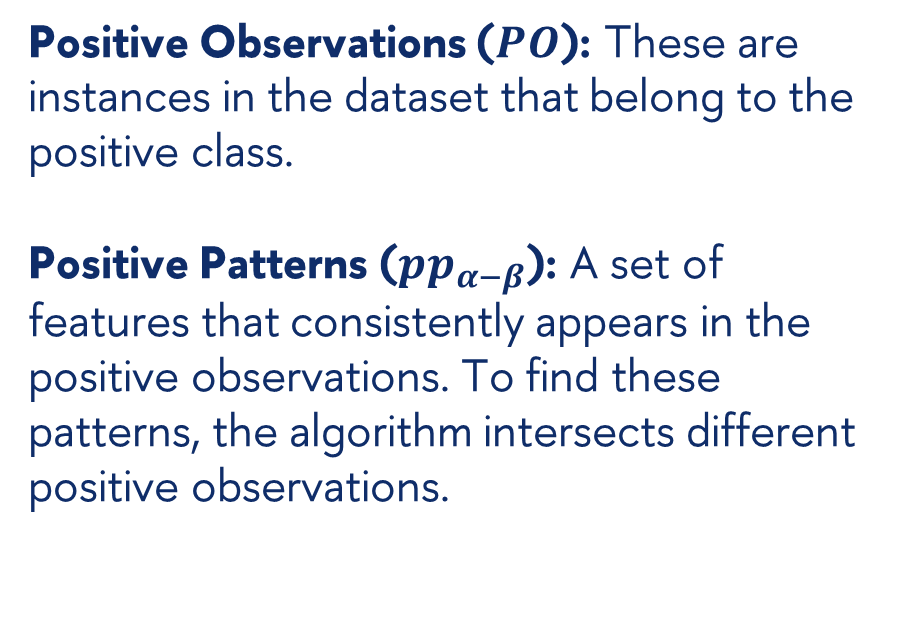 Positive Observations (PO): These are
instances in the dataset that belong to the
positive class.
Positive Patterns (pp_{α−β}): A set of
features that consistently appears in the
positive observations. To find these
patterns, the algorithm intersects different
positive observations.